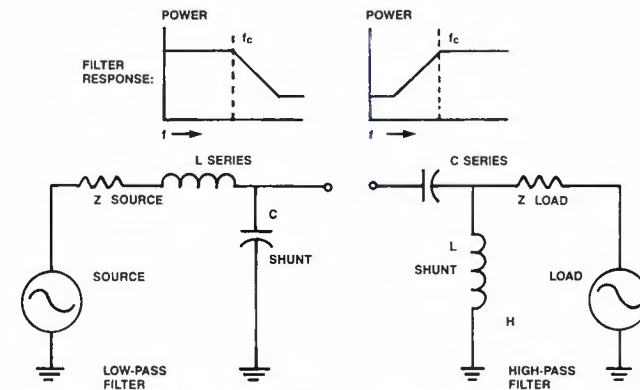 POWER
fc
FILTER
RESPONSE:
f
POWER
fc
f
L SERIES
Z SOURCE
C
SHUNT
SOURCE
LOW-PASS
FILTER
C SERIES
Z LOAD
L
SHUNT
LOAD
H
HIGH-PASS
FILTER